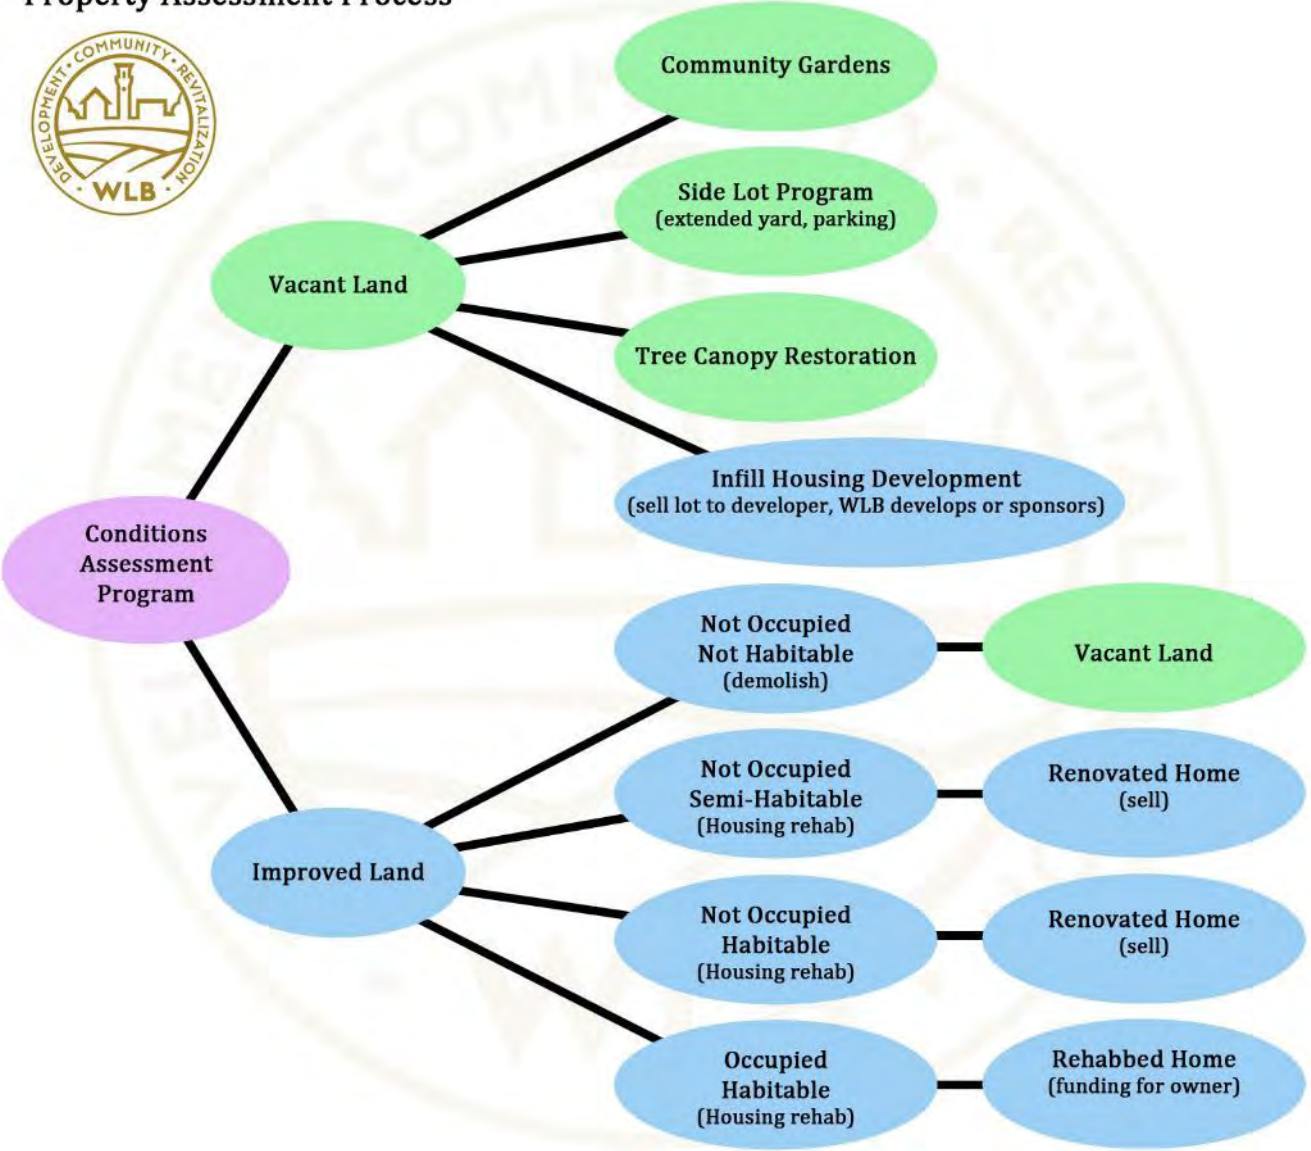 Property Assessment Process
DEVELOPMENT · COMMUNITY · REVITALIZATION
· WLB ·
Community Gardens
Side Lot Program
(extended yard, parking)
Vacant Land
Tree Canopy Restoration
Infill Housing Development
(sell lot to developer, WLB develops or sponsors)
Conditions
Assessment
Program
Not Occupied
Not Habitable
(demolish)
Vacant Land
Not Occupied
Semi-Habitable
(Housing rehab)
Renovated Home
(sell)
Improved Land
Not Occupied
Habitable
(Housing rehab)
Renovated Home
(sell)
Occupied
Habitable
(Housing rehab)
Rehabbed Home
(funding for owner)